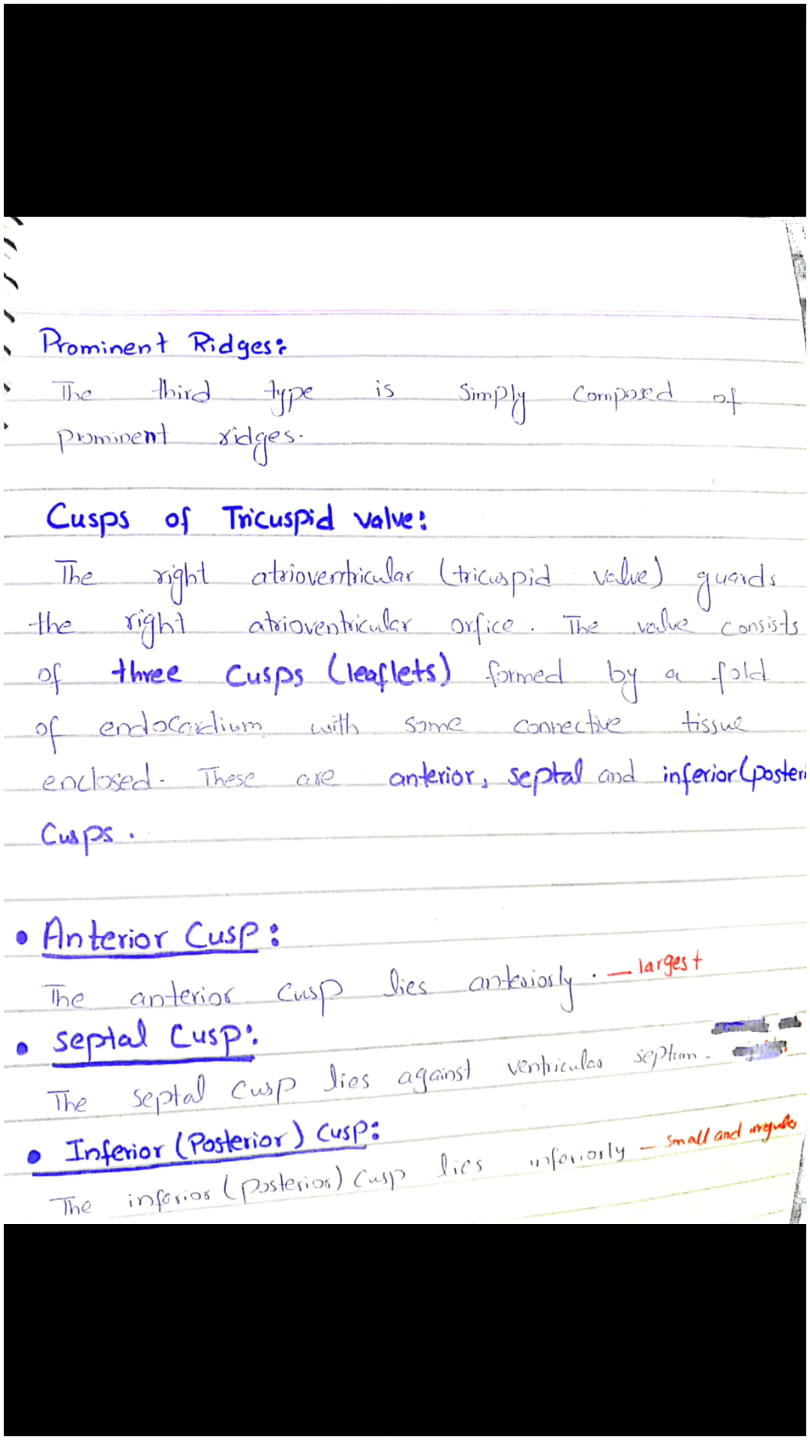 Prominent Ridges:
The third type is simply composed of
prominent ridges.
Cusps of Tricuspid valve:
The right atrioventricular (tricuspid valve) guards
the right atrioventricular orfice. The valve consists
of three cusps (leaflets) formed by a fold
of endocardium with some connective tissue
enclosed. These are anterior, septal and inferior (posteri
Cusps.
• Anterior Cusp:
The anterior cusp lies anteriorly. — largest
• Septal Cusp:
The septal cusp lies against ventricular septum.
• Inferior (Posterior) Cusp:
The inferior (posterior) cusp lies inferiorly — small and irregular